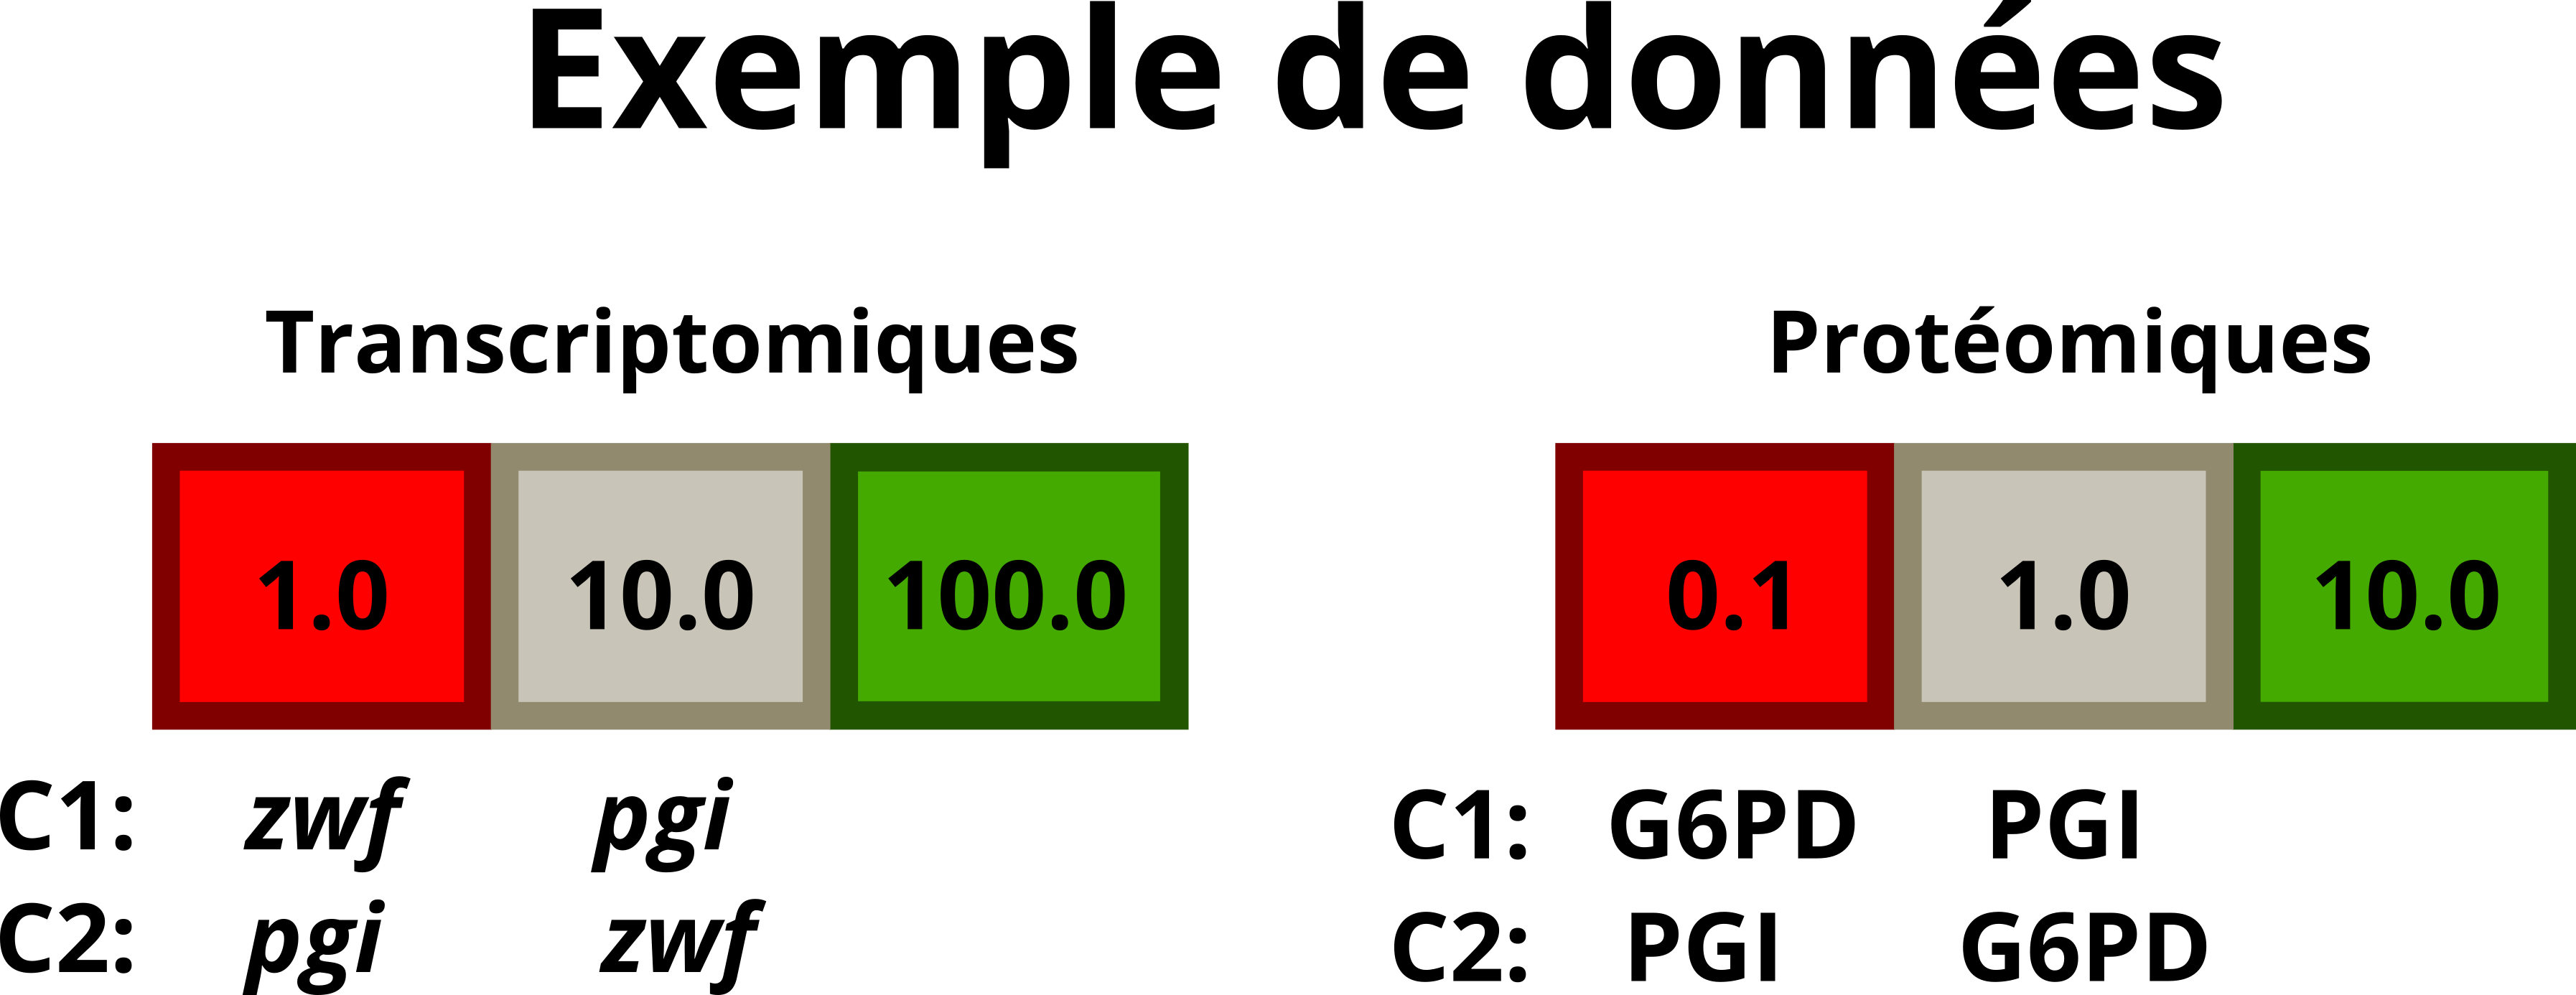 Exemple de données
Transcriptomiques
1.0 10.0 100.0
C1: zwf pgi
C2: pgi zwf
Protéomiques
0.1 1.0 10.0
C1: G6PD PGI
C2: PGI G6PD